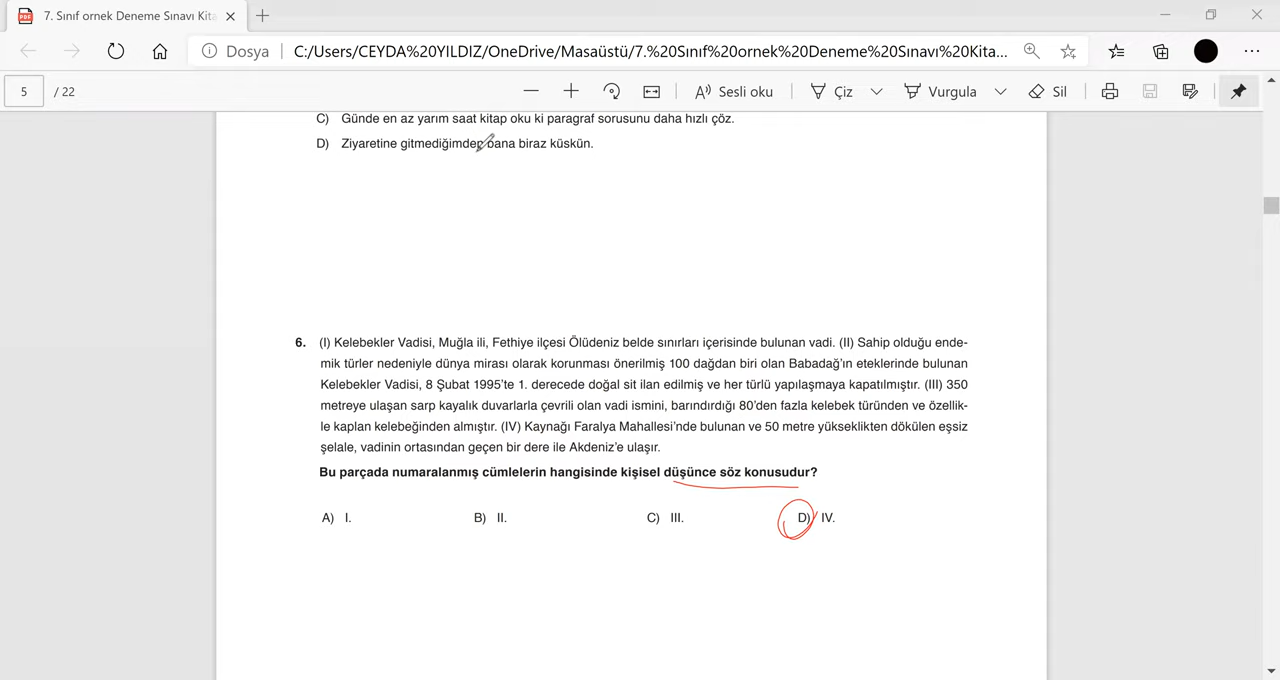 7. Sınıf ornek Deneme Sınavı Kita
Dosya C:/Users/CEYDA%20YILDIZ/OneDrive/Masaüstü/7.%20Sınıf%20ornek%20Deneme%20Sınavı%20Kita...
5 / 22 Sesli oku Çiz Vurgula Sil
C) Günde en az yarım saat kitap oku ki paragraf sorusunu daha hızlı çöz.
D) Ziyaretine gitmediğimden bana biraz küskün.
6. (I) Kelebekler Vadisi, Muğla ili, Fethiye ilçesi Ölüdeniz belde sınırları içerisinde bulunan vadi. (II) Sahip olduğu ende-
mik türler nedeniyle dünya mirası olarak korunması önerilmiş 100 dağdan biri olan Babadağ’ın eteklerinde bulunan
Kelebekler Vadisi, 8 Şubat 1995’te 1. derecede doğal sit ilan edilmiş ve her türlü yapılaşmaya kapatılmıştır. (III) 350
metreye ulaşan sarp kayalık duvarlarla çevrili olan vadi ismini, barındırdığı 80’den fazla kelebek türünden ve özellik-
le kaplan kelebeğinden almıştır. (IV) Kaynağı Faralya Mahallesi’nde bulunan ve 50 metre yükseklikten dökülen eşsiz
şelale, vadinin ortasından geçen bir dere ile Akdeniz’e ulaşır.
Bu parçada numaralanmış cümlelerin hangisinde kişisel düşünce söz konusudur?
A) I. B) II. C) III. D) IV.